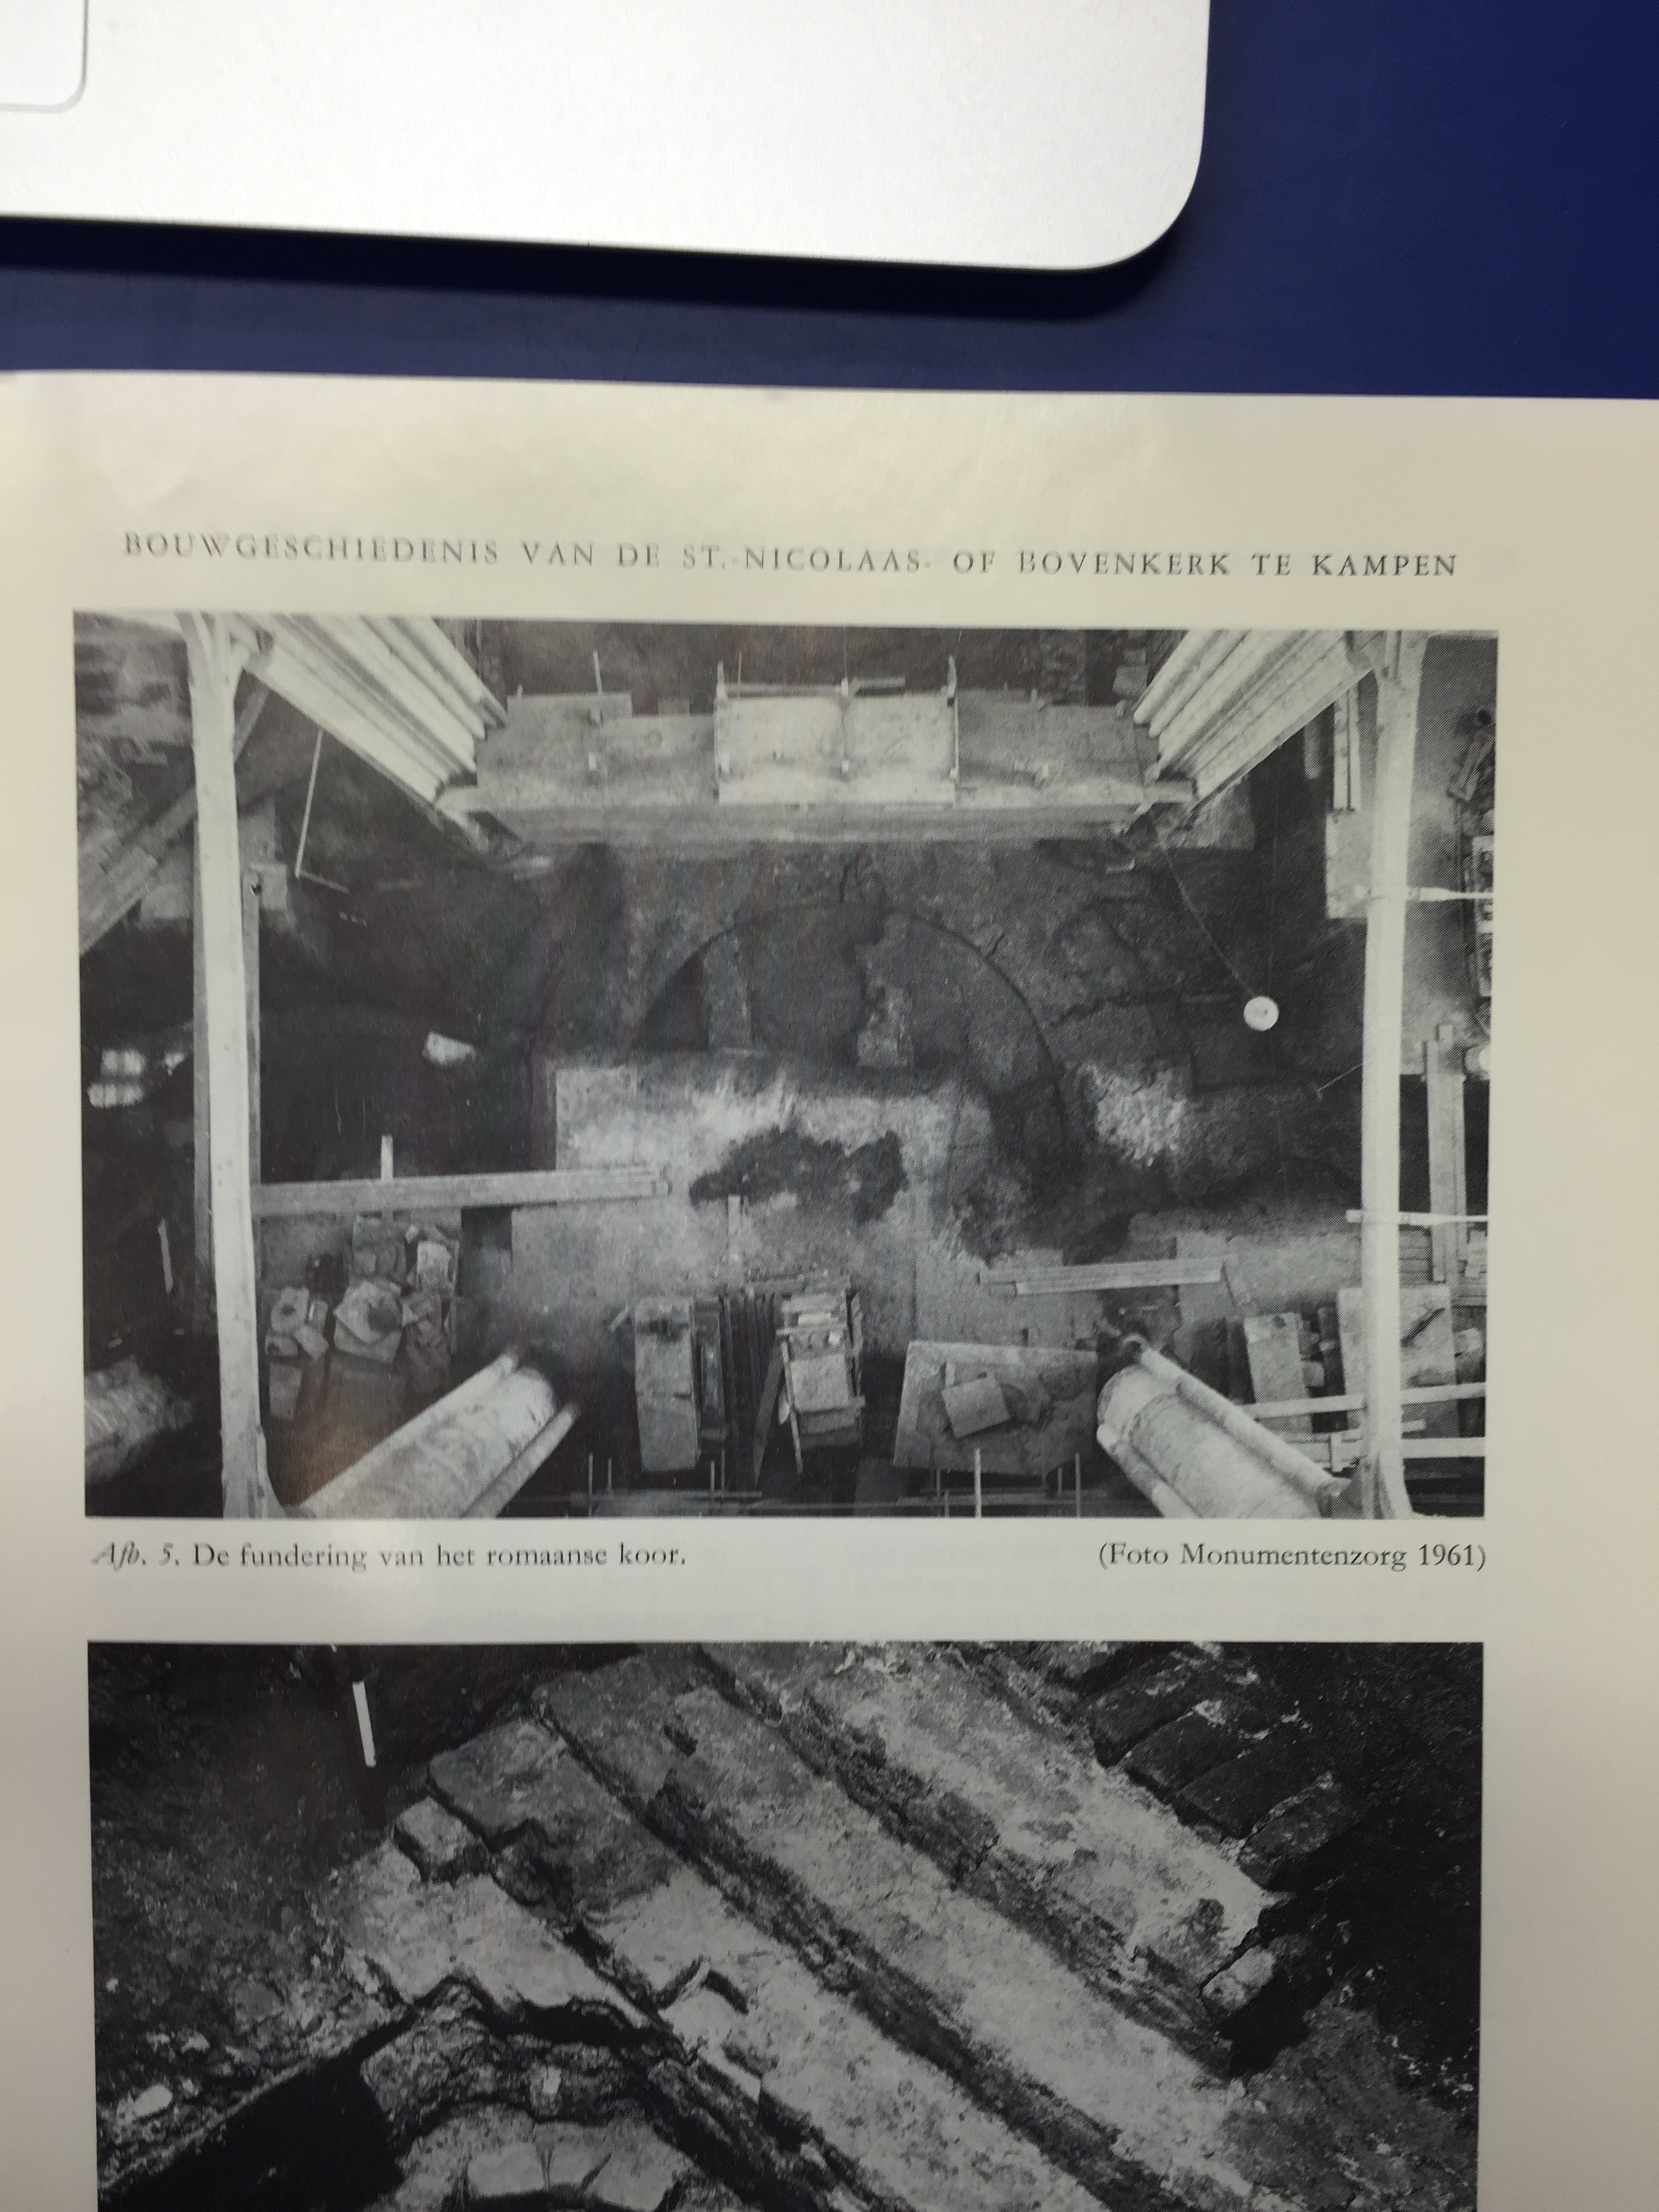 BOUWGESCHIEDENIS VAN DE ST.-NICOLAAS- OF BOVENKERK TE KAMPEN
Afb. 5. De fundering van het romaanse koor. (Foto Monumentenzorg 1961)